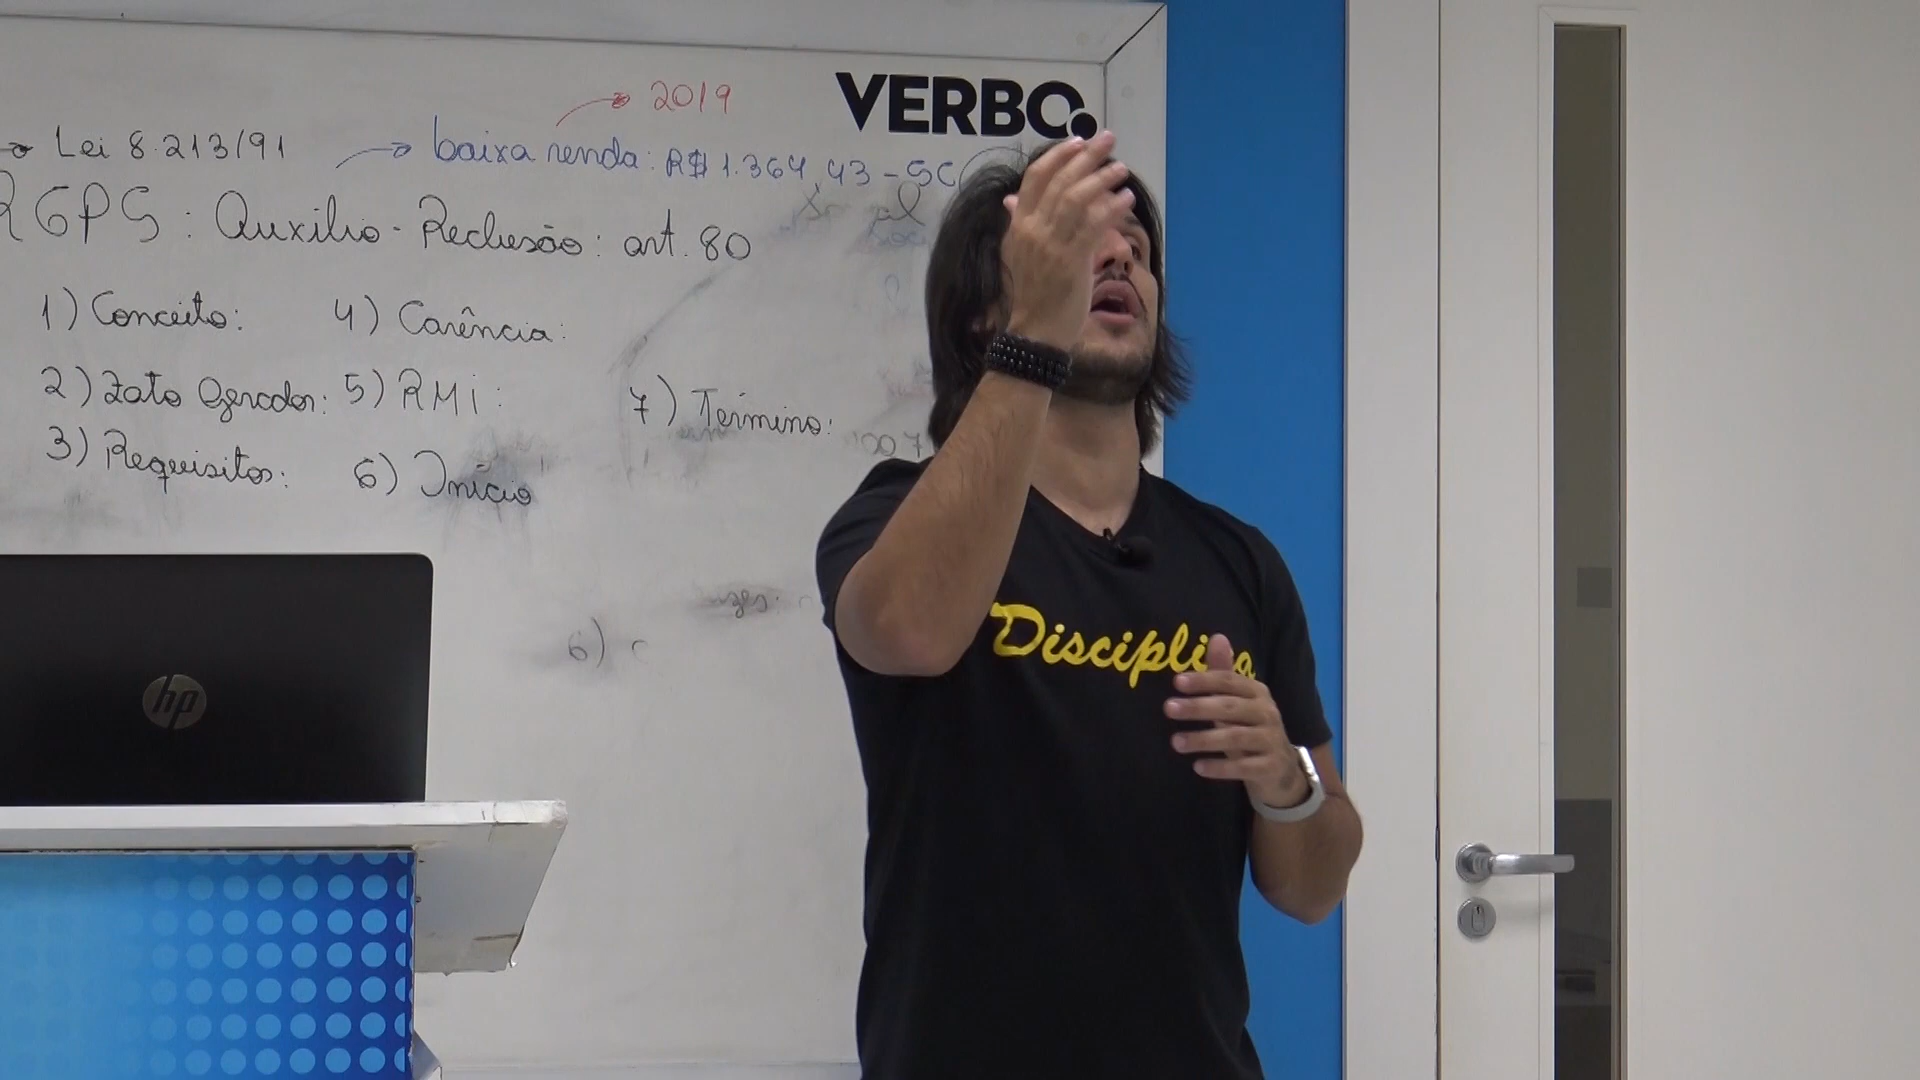 2019
VERBO.
Lei 8.213/91
baixa renda: R$ 1.364,43 - SC
RGPS: Auxílio-Reclusão: art. 80
1) Conceito: 4) Carência:
2) Fato Gerador: 5) RMI:
7) Término:
3) Requisitos: 6) Início
6)
hp
Disciplina